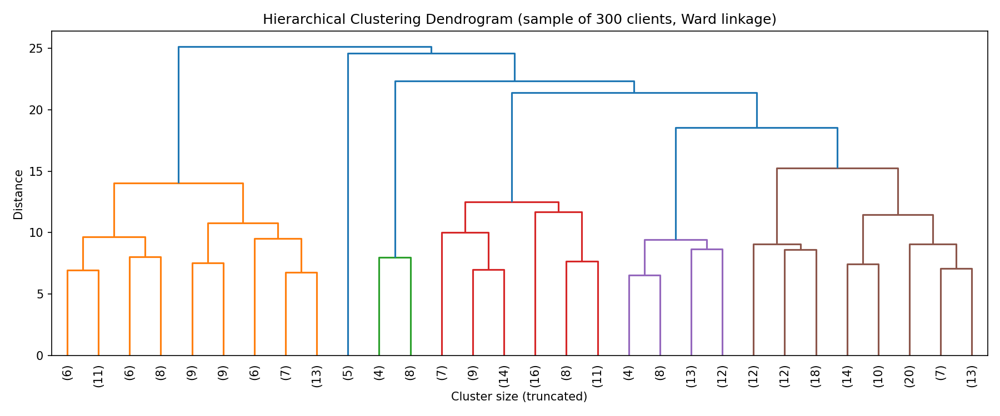 Hierarchical Clustering Dendrogram (sample of 300 clients, Ward linkage)
25
20
15
10
5
0
Distance
(6) (11) (6) (8) (9) (9) (6) (7) (13) (5) (4) (8) (7) (9) (14) (16) (8) (11) (4) (8) (13) (12) (12) (12) (18) (14) (10) (20) (7) (13)
Cluster size (truncated)